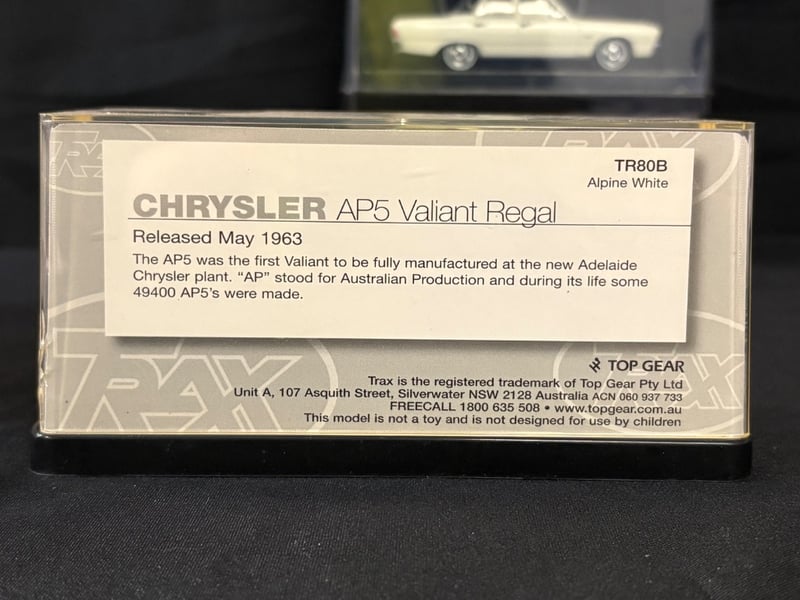 TRAX
TRAX
TR80B
Alpine White
CHRYSLER AP5 Valiant Regal
Released May 1963
The AP5 was the first Valiant to be fully manufactured at the new Adelaide
Chrysler plant. “AP” stood for Australian Production and during its life some
49400 AP5's were made.
TRAX
TRAX
TOP GEAR
Trax is the registered trademark of Top Gear Pty Ltd
Unit A, 107 Asquith Street, Silverwater NSW 2128 Australia ACN 060 937 733
FREECALL 1800 635 508 • www.topgear.com.au
This model is not a toy and is not designed for use by children